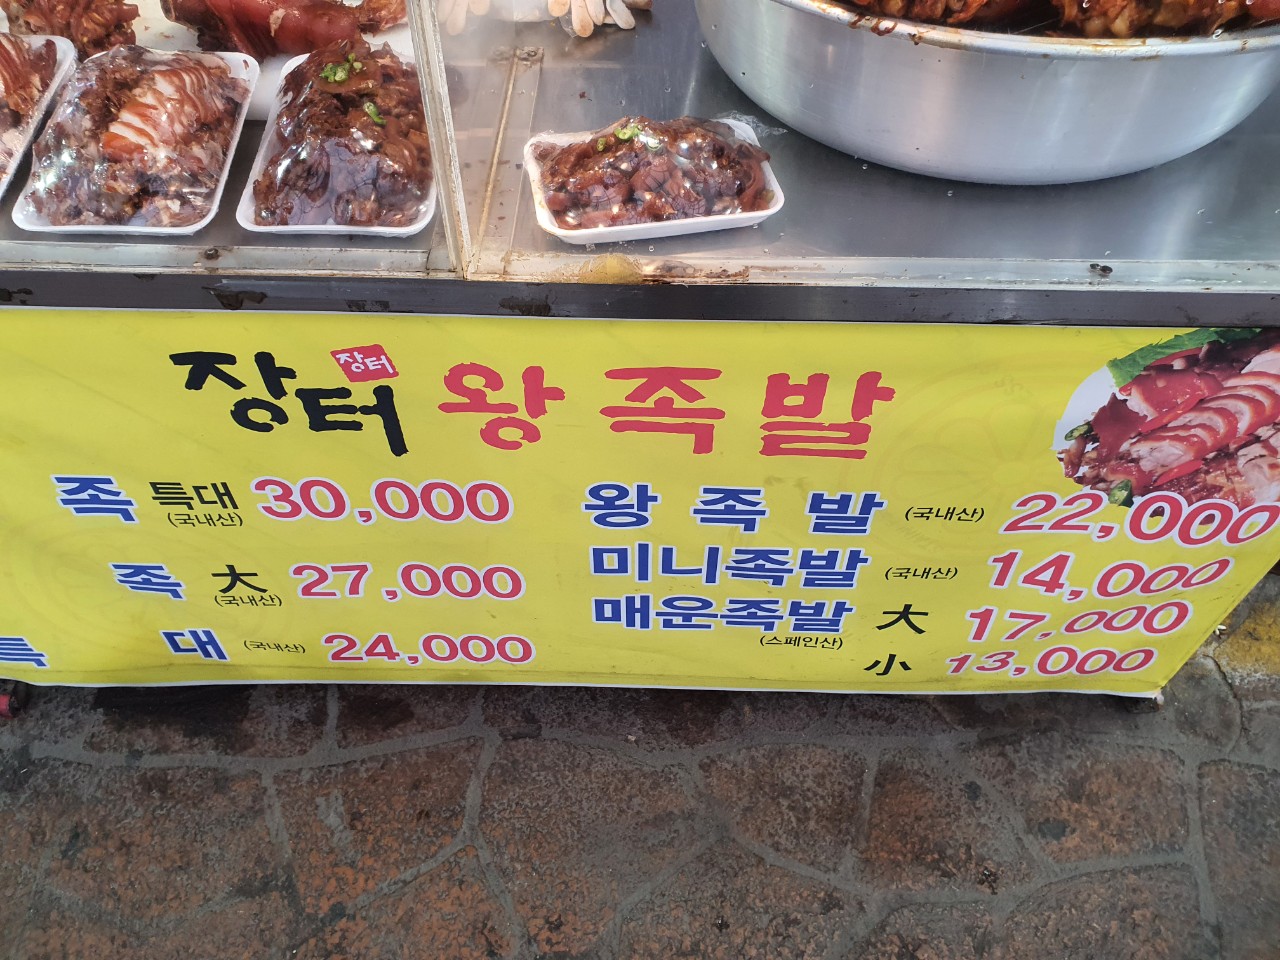 장터 장터 왕족발
족 특대 (국내산) 30,000
족 大 (국내산) 27,000
특 대 (국내산) 24,000
왕 족 발 (국내산) 22,000
미니족발 (국내산) 14,000
매운족발 (스페인산) 大 17,000
小 13,000